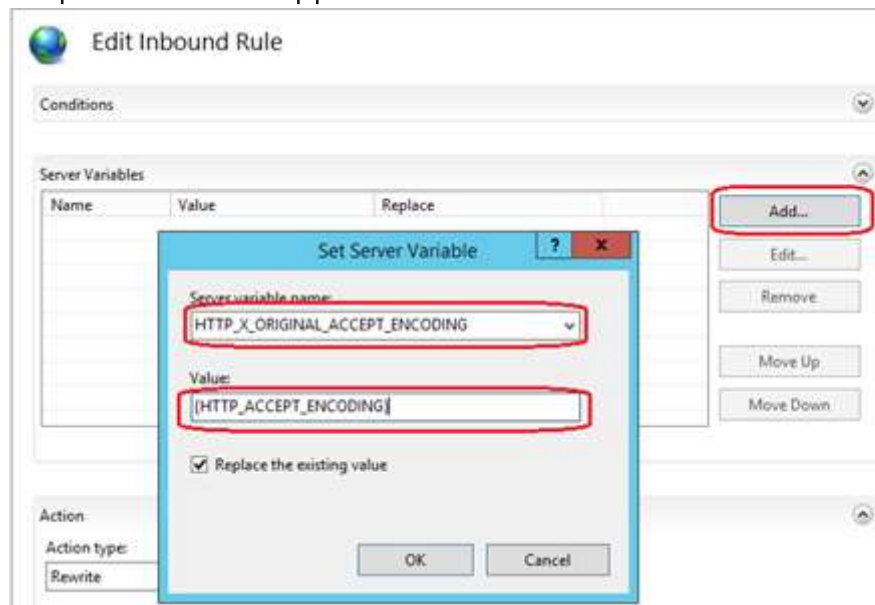 Edit Inbound Rule
Conditions
Server Variables
Name Value Replace
Add...
Set Server Variable ? x
Edit...
Server variable name:
HTTP_X_ORIGINAL_ACCEPT_ENCODING
Remove
Value:
{HTTP_ACCEPT_ENCODING}
Move Up
Move Down
Replace the existing value
Action
Action type:
Rewrite
OK Cancel